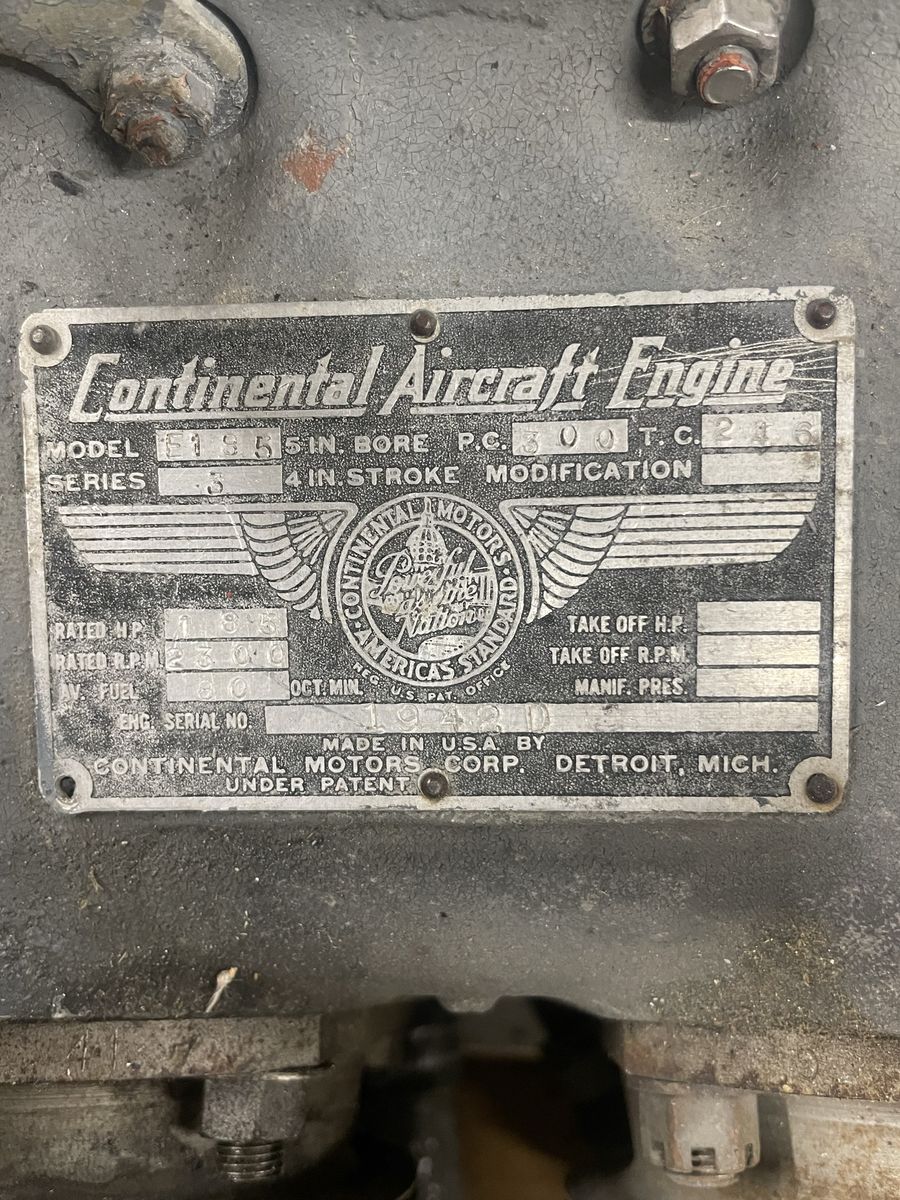 Continental Aircraft Engine
MODEL E185 5 IN. BORE P.C. 300 T.C. 246
SERIES 3 4 IN. STROKE MODIFICATION
CONTINENTAL MOTORS
Powerful
as the
Nation
AMERICA'S STANDARD
REG. U.S. PAT. OFFICE
RATED H.P. 185 TAKE OFF H.P.
RATED R.P.M. 2300 TAKE OFF R.P.M.
AV. FUEL 80 OCT. MIN. MANIF. PRES.
ENG. SERIAL NO. 1942D
MADE IN U.S.A. BY
CONTINENTAL MOTORS CORP. DETROIT, MICH.
UNDER PATENT